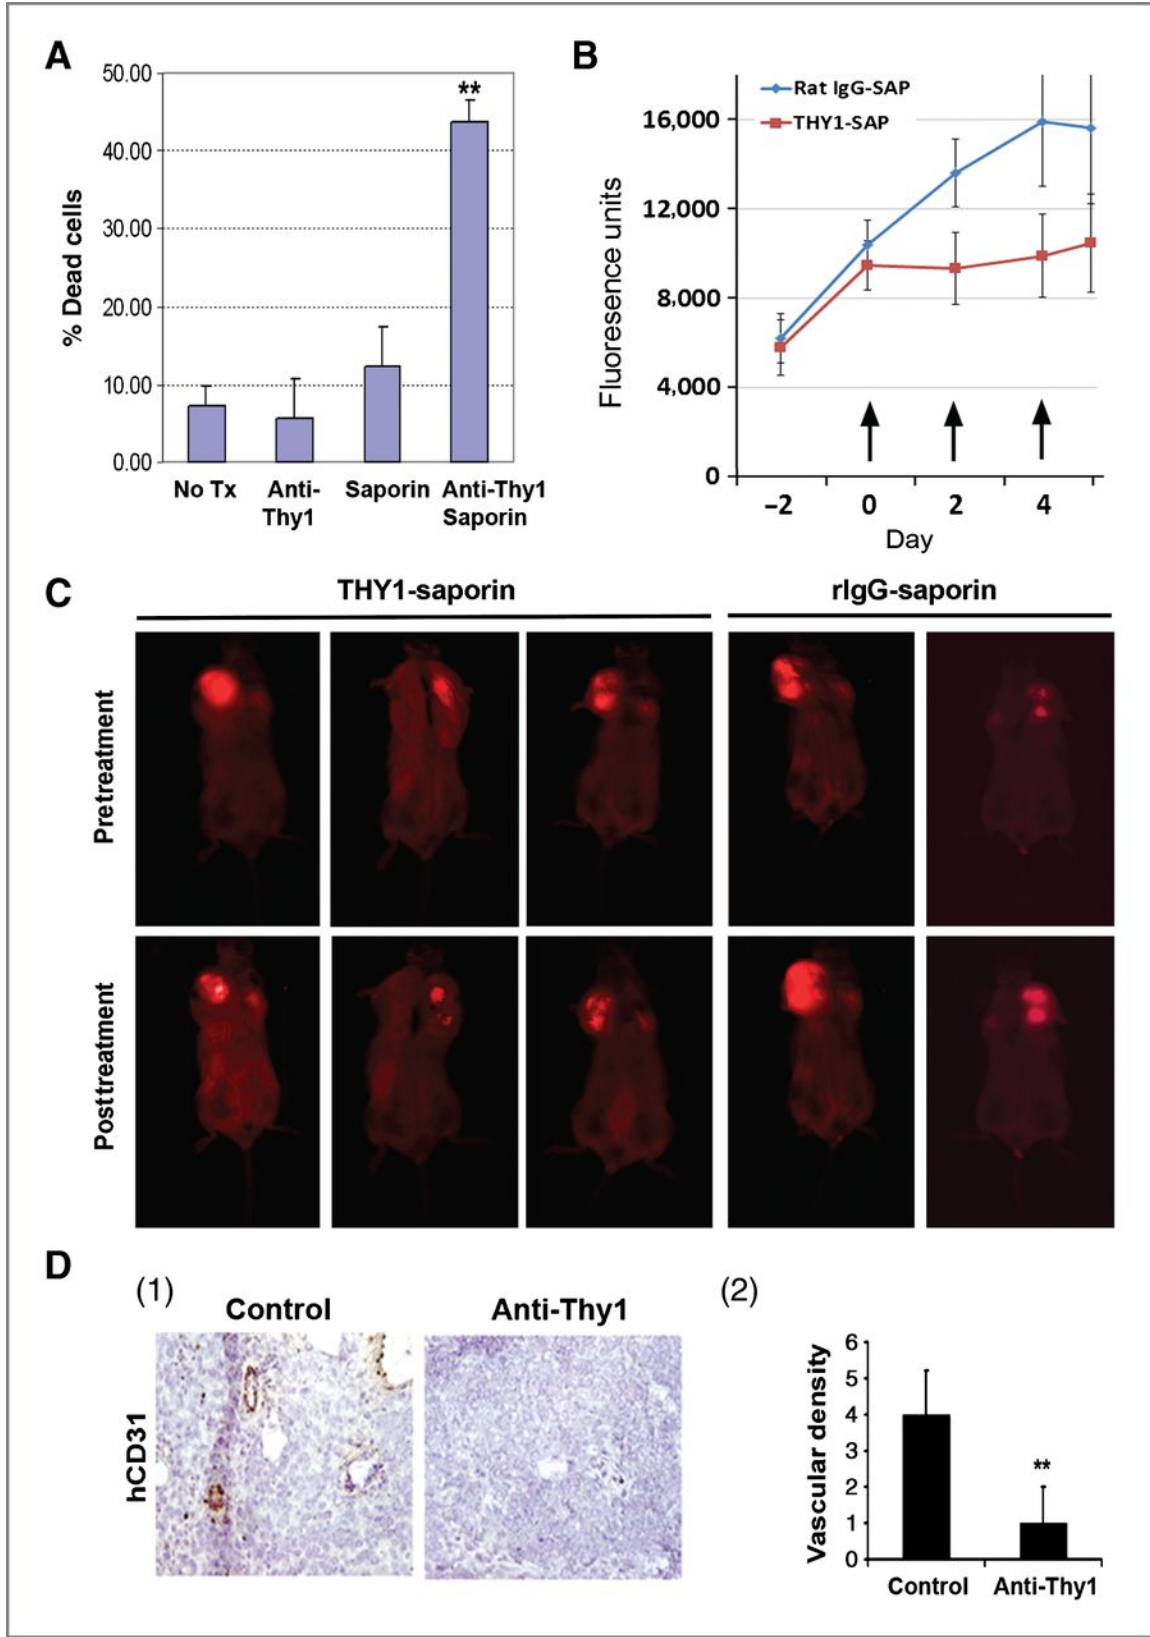 A
50.00
40.00
30.00
20.00
10.00
0.00
% Dead cells
**
No Tx
Anti-
Thy1
Saporin
Anti-Thy1
Saporin
B
Rat IgG-SAP
THY1-SAP
16,000
12,000
8,000
4,000
0
Fluoresence units
−2
0
2
4
Day
C
THY1-saporin
rIgG-saporin
Pretreatment
Posttreatment
D
(1)
Control
Anti-Thy1
hCD31
(2)
6
5
4
3
2
1
0
Vascular density
**
Control
Anti-Thy1